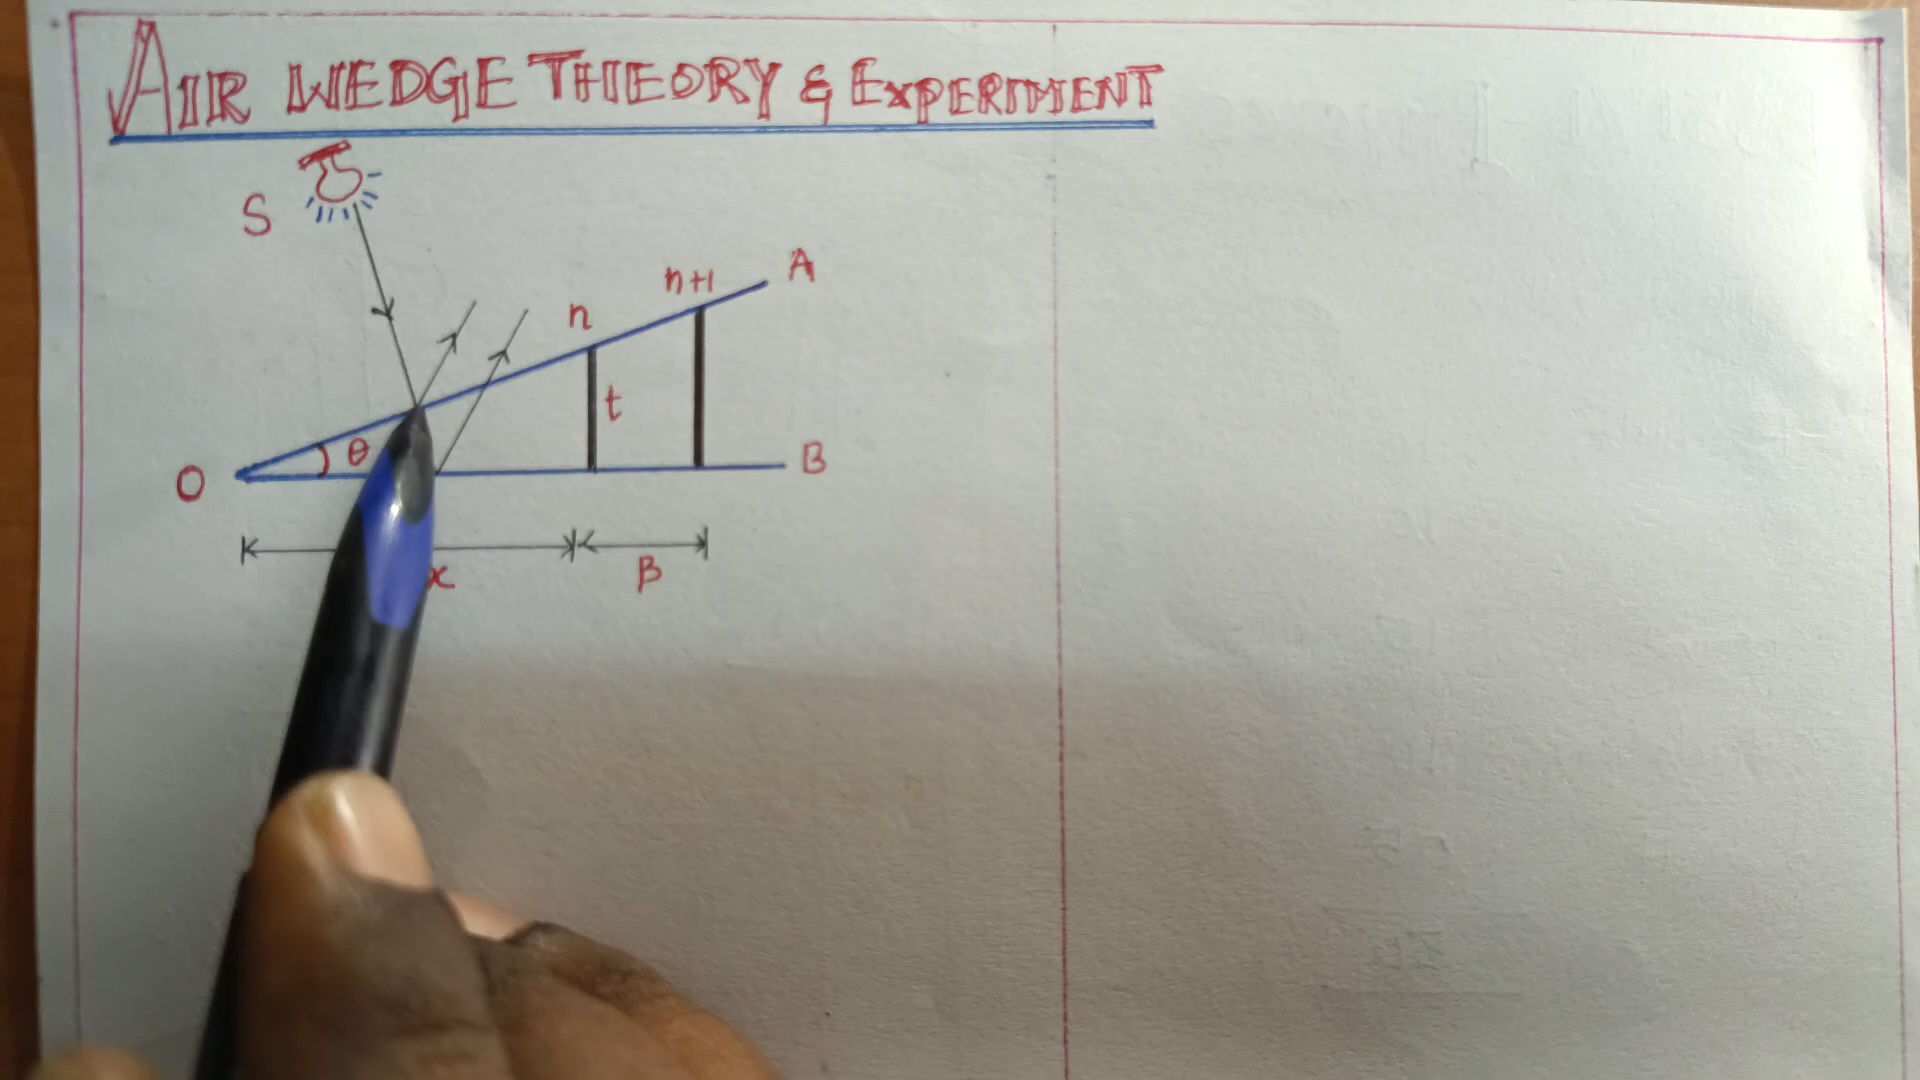 AIR WEDGE THEORY & EXPERIMENT
S
A
n+1
n
t
θ
O
B
x
β